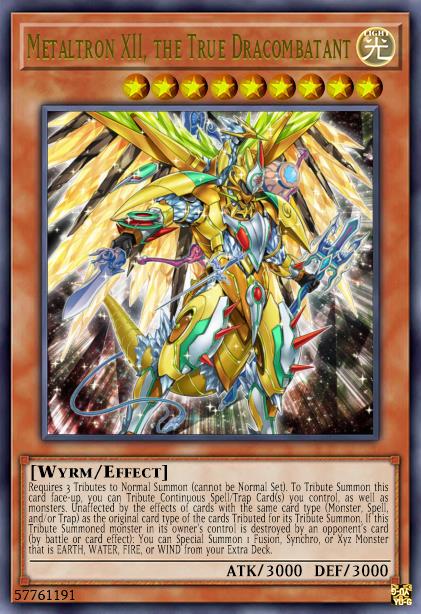 Metaltron XII, the True Dracombatant
LIGHT
光
[Wyrm/Effect]
Requires 3 Tributes to Normal Summon (cannot be Normal Set). To Tribute Summon this
card face-up, you can Tribute Continuous Spell/Trap Card(s) you control, as well as
monsters. Unaffected by the effects of cards with the same card type (Monster, Spell,
and/or Trap) as the original type of the cards Tributed for its Tribute Summon. If this
Tribute Summoned monster in its owner's control is destroyed by an opponent's card
(by battle or card effect): You can Special Summon 1 Fusion, Synchro, or Xyz Monster
that is EARTH, WATER, FIRE, or WIND from your Extra Deck.
ATK/3000 DEF/3000
57761191